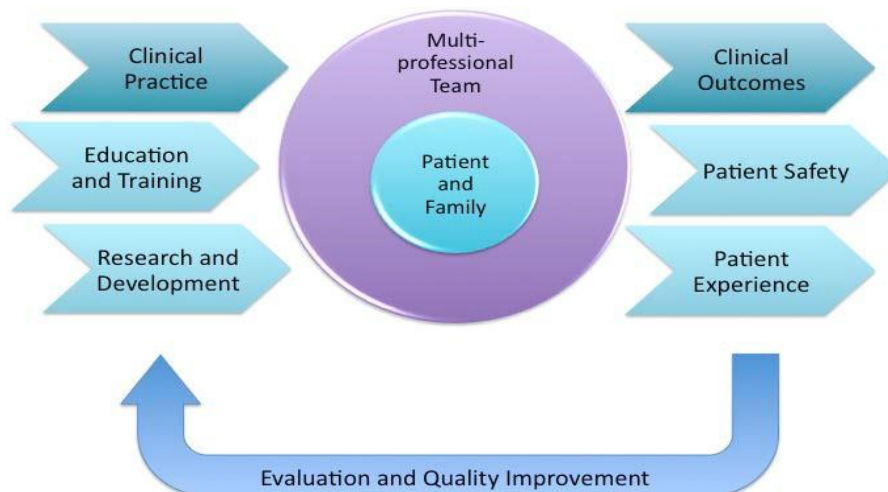 Clinical
Practice
Education
and Training
Research and
Development
Multi-
professional
Team
Patient
and
Family
Clinical
Outcomes
Patient Safety
Patient
Experience
Evaluation and Quality Improvement